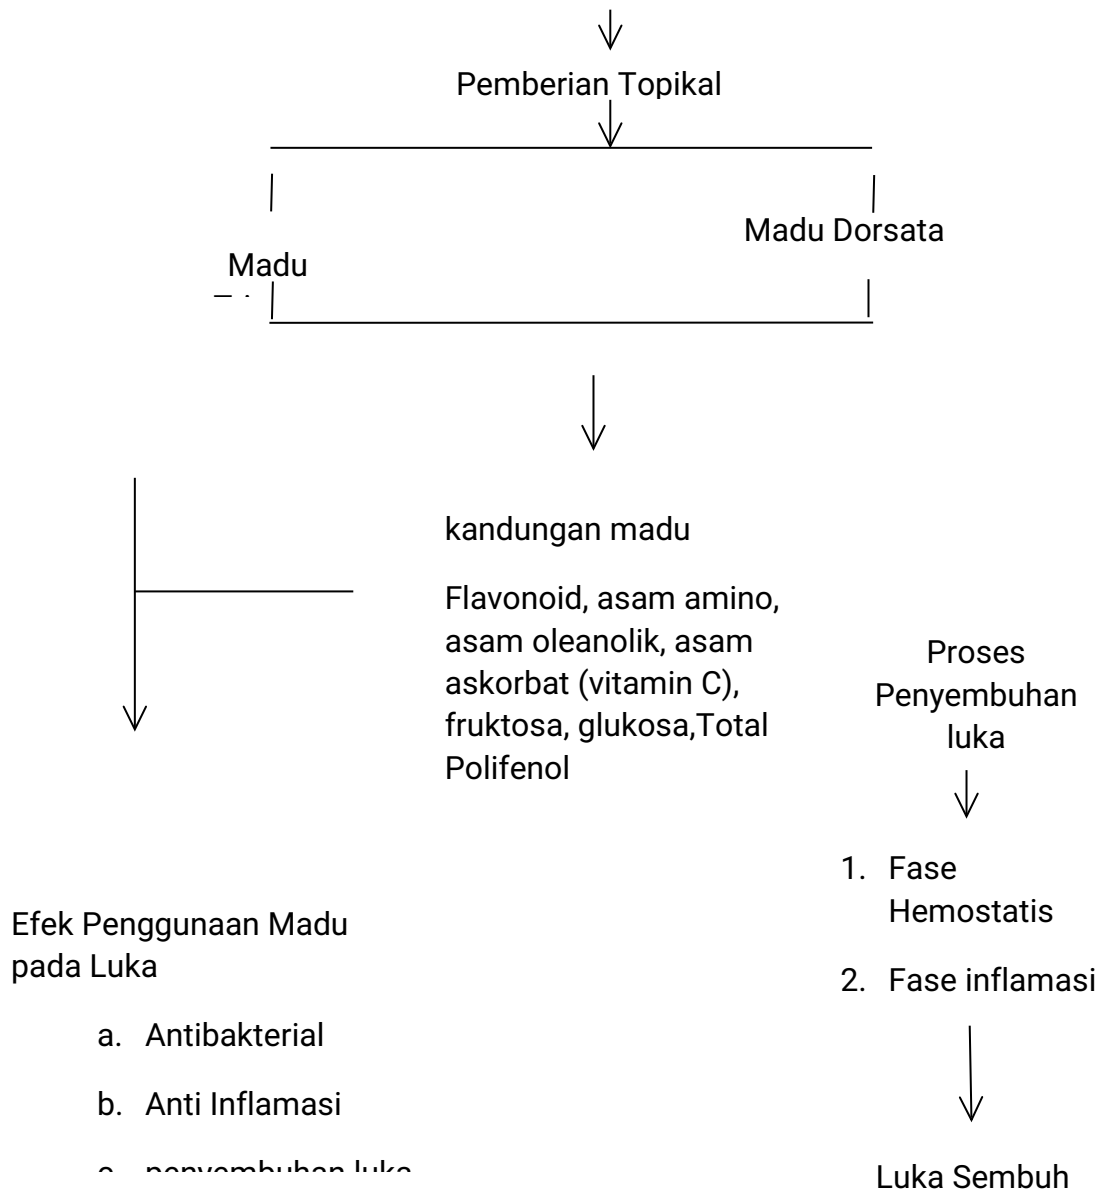 Pemberian Topikal
Madu Dorsata
Madu
kandungan madu
Flavonoid, asam amino,
asam oleanolik, asam
askorbat (vitamin C),
fruktosa, glukosa,Total
Polifenol
Proses
Penyembuhan
luka
1. Fase
Hemostatis
2. Fase inflamasi
Luka Sembuh
Efek Penggunaan Madu
pada Luka
a. Antibakterial
b. Anti Inflamasi
c. penyembuhan luka